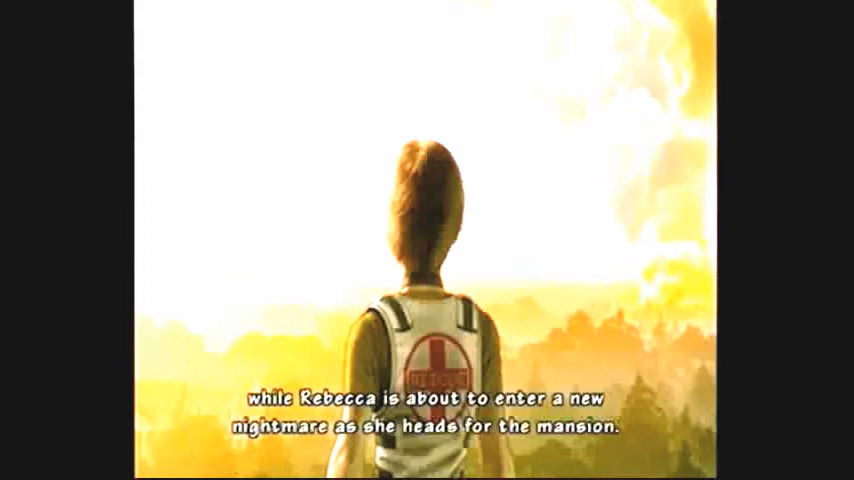 while Rebecca is about to enter a new
nightmare as she heads for the mansion.